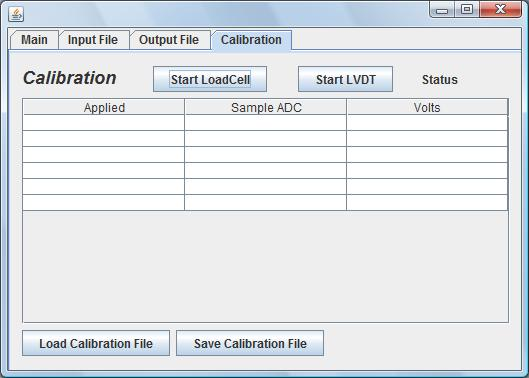 Main Input File Output File Calibration
Calibration Start LoadCell Start LVDT Status
Applied Sample ADC Volts
Load Calibration File Save Calibration File